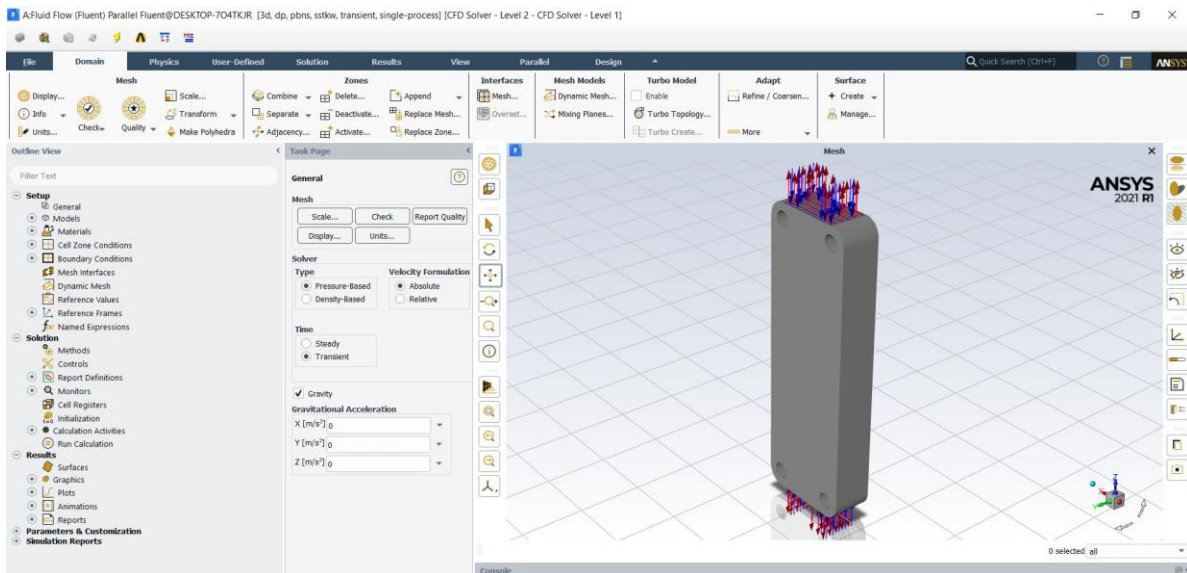 A:Fluid Flow (Fluent) Parallel Fluent@DESKTOP-7O4TKJR [3d, dp, pbns, sstkw, transient, single-process] [CFD Solver - Level 2 - CFD Solver - Level 1]
File Domain Physics User-Defined Solution Results View Parallel Design Quick Search (Ctrl+F) ANSYS
Mesh Zones Interfaces Mesh Models Turbo Model Adapt Surface
Display... Scale... Combine Delete... Append Mesh... Dynamic Mesh... Enable Refine / Coarsen... + Create
Info Transform Separate Deactivate... Replace Mesh... Overset... Mixing Planes... Turbo Topology... Manage...
Units... Check Quality Make Polyhedra Adjacency... Activate... Replace Zone... Turbo Create... More
Outline View
Filter Text
Setup
General
Models
Materials
Cell Zone Conditions
Boundary Conditions
Mesh Interfaces
Dynamic Mesh
Reference Values
Reference Frames
Named Expressions
Solution
Methods
Controls
Report Definitions
Monitors
Cell Registers
Initialization
Calculation Activities
Run Calculation
Results
Surfaces
Graphics
Plots
Animations
Reports
Parameters & Customization
Simulation Reports
Task Page
General
Mesh
Scale... Check Report Quality
Display... Units...
Solver
Type Velocity Formulation
Pressure-Based Absolute
Density-Based Relative
Time
Steady
Transient
Gravity
Gravitational Acceleration
X [m/s²] 0
Y [m/s²] 0
Z [m/s²] 0
Mesh
ANSYS
2021 R1
Z
X
Y
0 selected all
Console